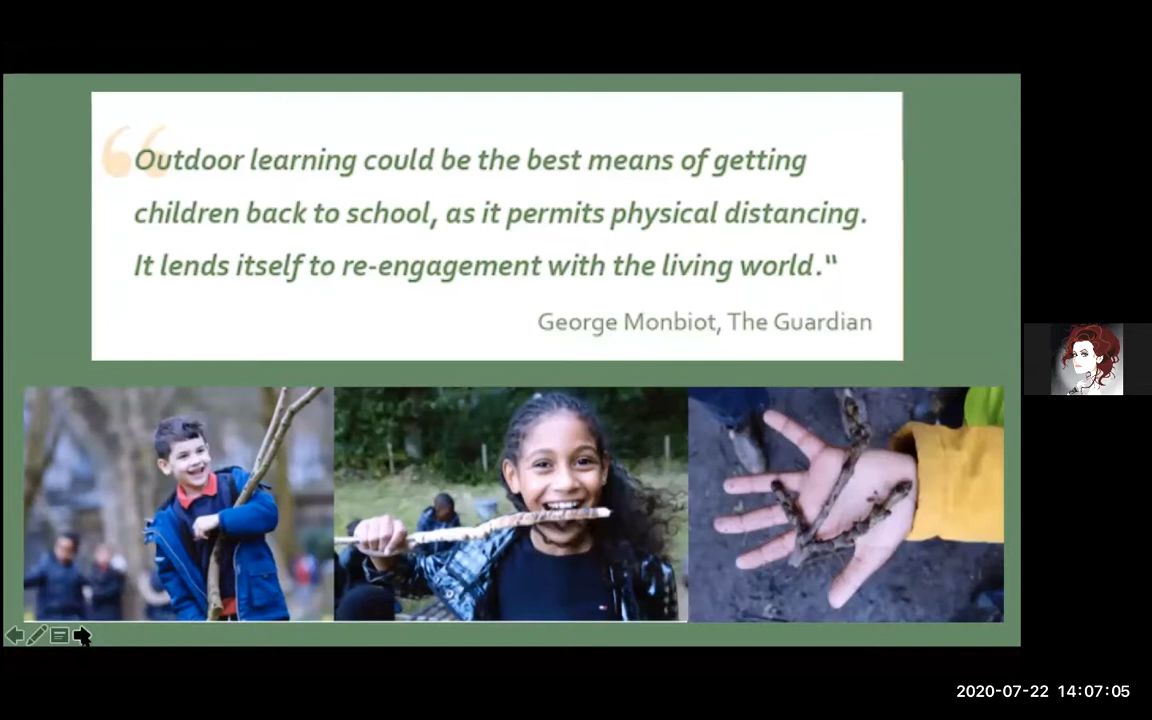 “Outdoor learning could be the best means of getting
children back to school, as it permits physical distancing.
It lends itself to re-engagement with the living world."
George Monbiot, The Guardian
2020-07-22 14:07:05